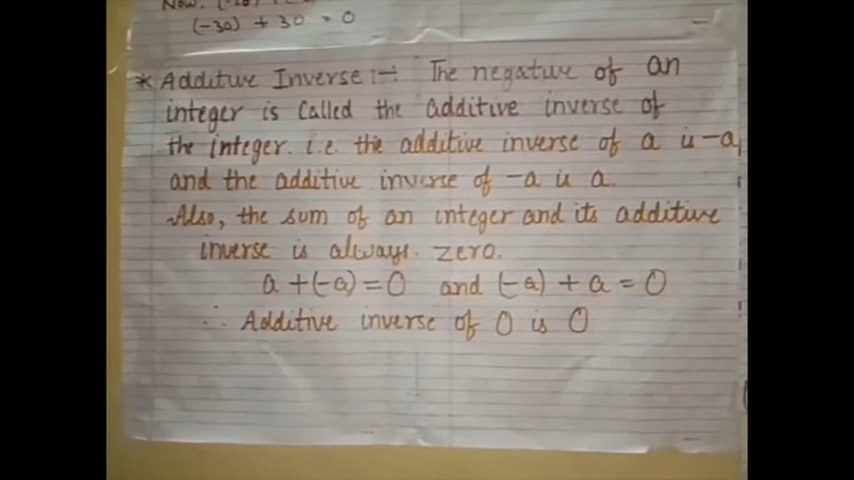 Now.
(-30) + 30 = 0
* Additive Inverse :- The negative of an
integer is called the additive inverse of
the integer. i.e. the additive inverse of a is -a,
and the additive inverse of -a is a.
Also, the sum of an integer and its additive
inverse is always zero.
a + (-a) = 0 and (-a) + a = 0
∴ Additive inverse of 0 is 0